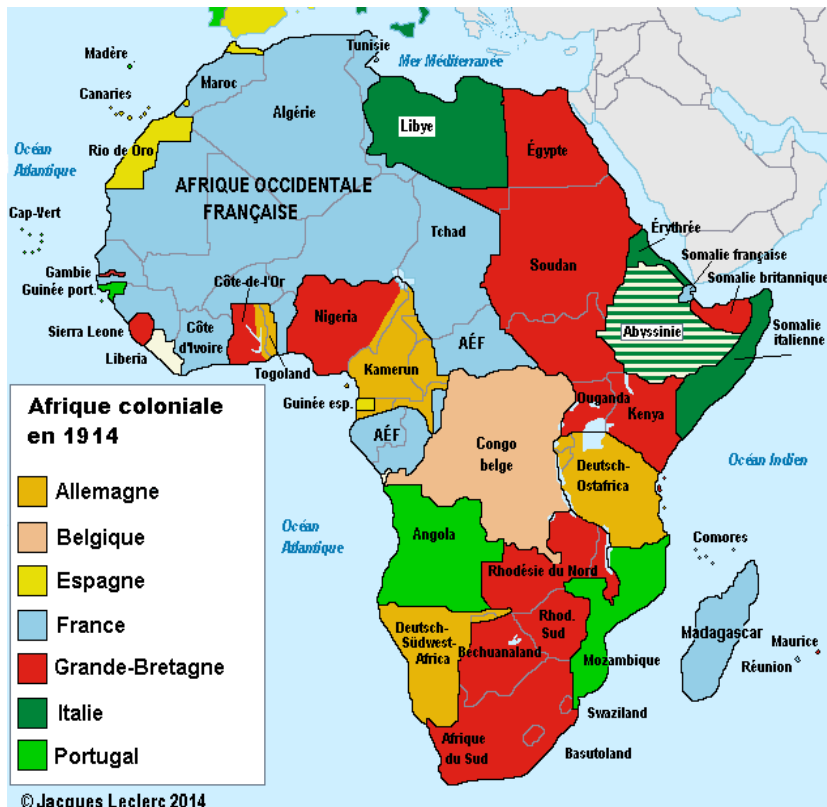 Madère
Tunisie
Mer Méditerranée
Maroc
Canaries
Algérie
Libye
Égypte
Océan
Atlantique
Rio de Oro
AFRIQUE OCCIDENTALE
FRANÇAISE
Cap-Vert
Tchad
Érythrée
Somalie française
Gambie
Guinée port.
Côte-de-l'Or
Soudan
Somalie britannique
Sierra Leone
Côte
d'Ivoire
Nigeria
Abyssinie
Somalie
italienne
Liberia
Togoland
Kamerun
AÉF
Guinée esp.
Ouganda
Kenya
AÉF
Congo
belge
Deutsch-
Ostafrica
Océan Indien
Océan
Atlantique
Angola
Comores
Rhodésie du Nord
Deutsch-
Südwest-
Africa
Bechuanaland
Rhod.
Sud
Mozambique
Madagascar
Maurice
Réunion
Swaziland
Afrique
du Sud
Basutoland
Afrique coloniale
en 1914
Allemagne
Belgique
Espagne
France
Grande-Bretagne
Italie
Portugal
© Jacques Leclerc 2014